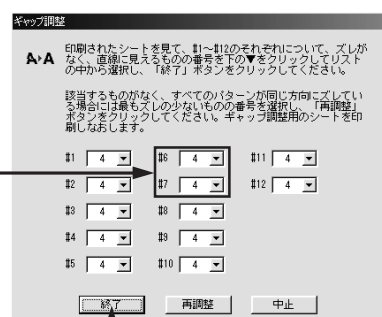 ギャップ調整
A▸A
印刷されたシートを見て、#1～#12のそれぞれについて、ズレが
なく、直線に見えるものの番号を下の▼をクリックしてリスト
の中から選択し、「終了」ボタンをクリックしてください。
該当するものがなく、すべてのパターンが同じ方向にズレてい
る場合には最もズレの少ないものの番号を選択し、「再調整」
ボタンをクリックしてください。ギャップ調整用のシートを印
刷しなおします。
#1 4 #6 4 #11 4
#2 4 #7 4 #12 4
#3 4 #8 4
#4 4 #9 4
#5 4 #10 4
終了 再調整 中止